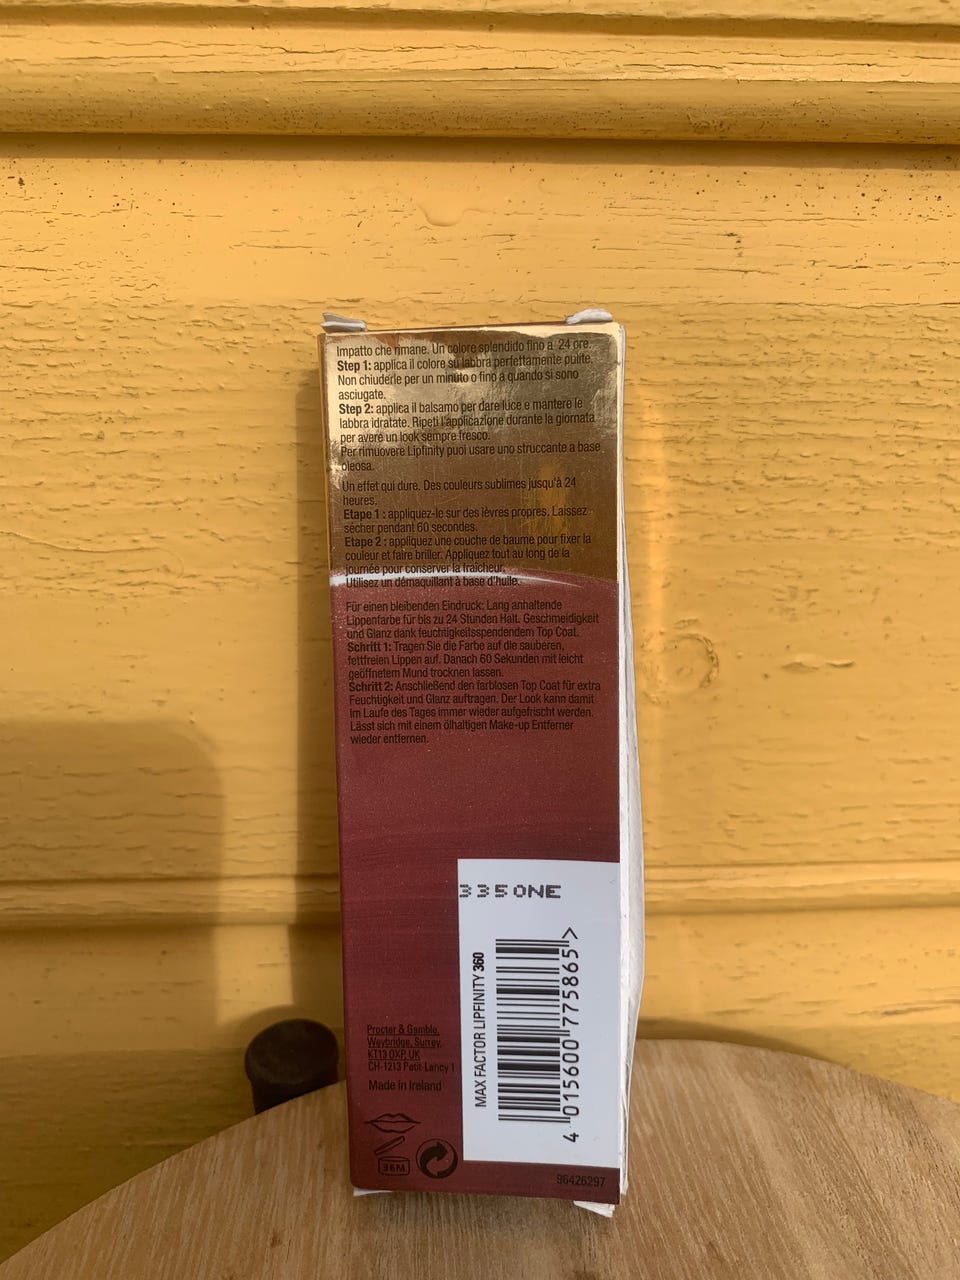 Impatto che rimane. Un colore splendido fino a 24 ore.
Step 1: applica il colore su labbra perfettamente pulite.
Non chiuderle per un minuto o fino a quando si sono
asciugate.
Step 2: applica il balsamo per dare luce e mantere le
labbra idratate. Ripeti l'applicazione durante la giornata
per avere un look sempre fresco.
Per rimuovere Lipfinity puoi usare uno struccante a base
oleosa.
Un effet qui dure. Des couleurs sublimes jusqu'à 24
heures.
Etape 1 : appliquez-le sur des lèvres propres. Laissez
sécher pendant 60 secondes.
Etape 2 : appliquez une couche de baume pour fixer la
couleur et faire briller. Appliquez tout au long de la
journée pour conserver la fraîcheur.
Utilisez un démaquillant à base d'huile.
Für einen bleibenden Eindruck: Lang anhaltende
Lippenfarbe für bis zu 24 Stunden Halt. Geschmeidigkeit
und Glanz dank feuchtigkeitsspendendem Top Coat.
Schritt 1: Tragen Sie die Farbe auf die sauberen,
fettfreien Lippen auf. Danach 60 Sekunden mit leicht
geöffnetem Mund trocknen lassen.
Schritt 2: Anschließend den farblosen Top Coat für extra
Feuchtigkeit und Glanz auftragen. Der Look kann damit
im Laufe des Tages immer wieder aufgefrischt werden.
Lässt sich mit einem ölhaltigen Make-up Entferner
wieder entfernen.
3350NE
MAX FACTOR LIPFINITY 360
4 015600 775865 >
Procter & Gamble,
Weybridge, Surrey,
KT13 0XP, UK
CH-1213 Petit-Lancy 1
Made in Ireland
36M
96426297